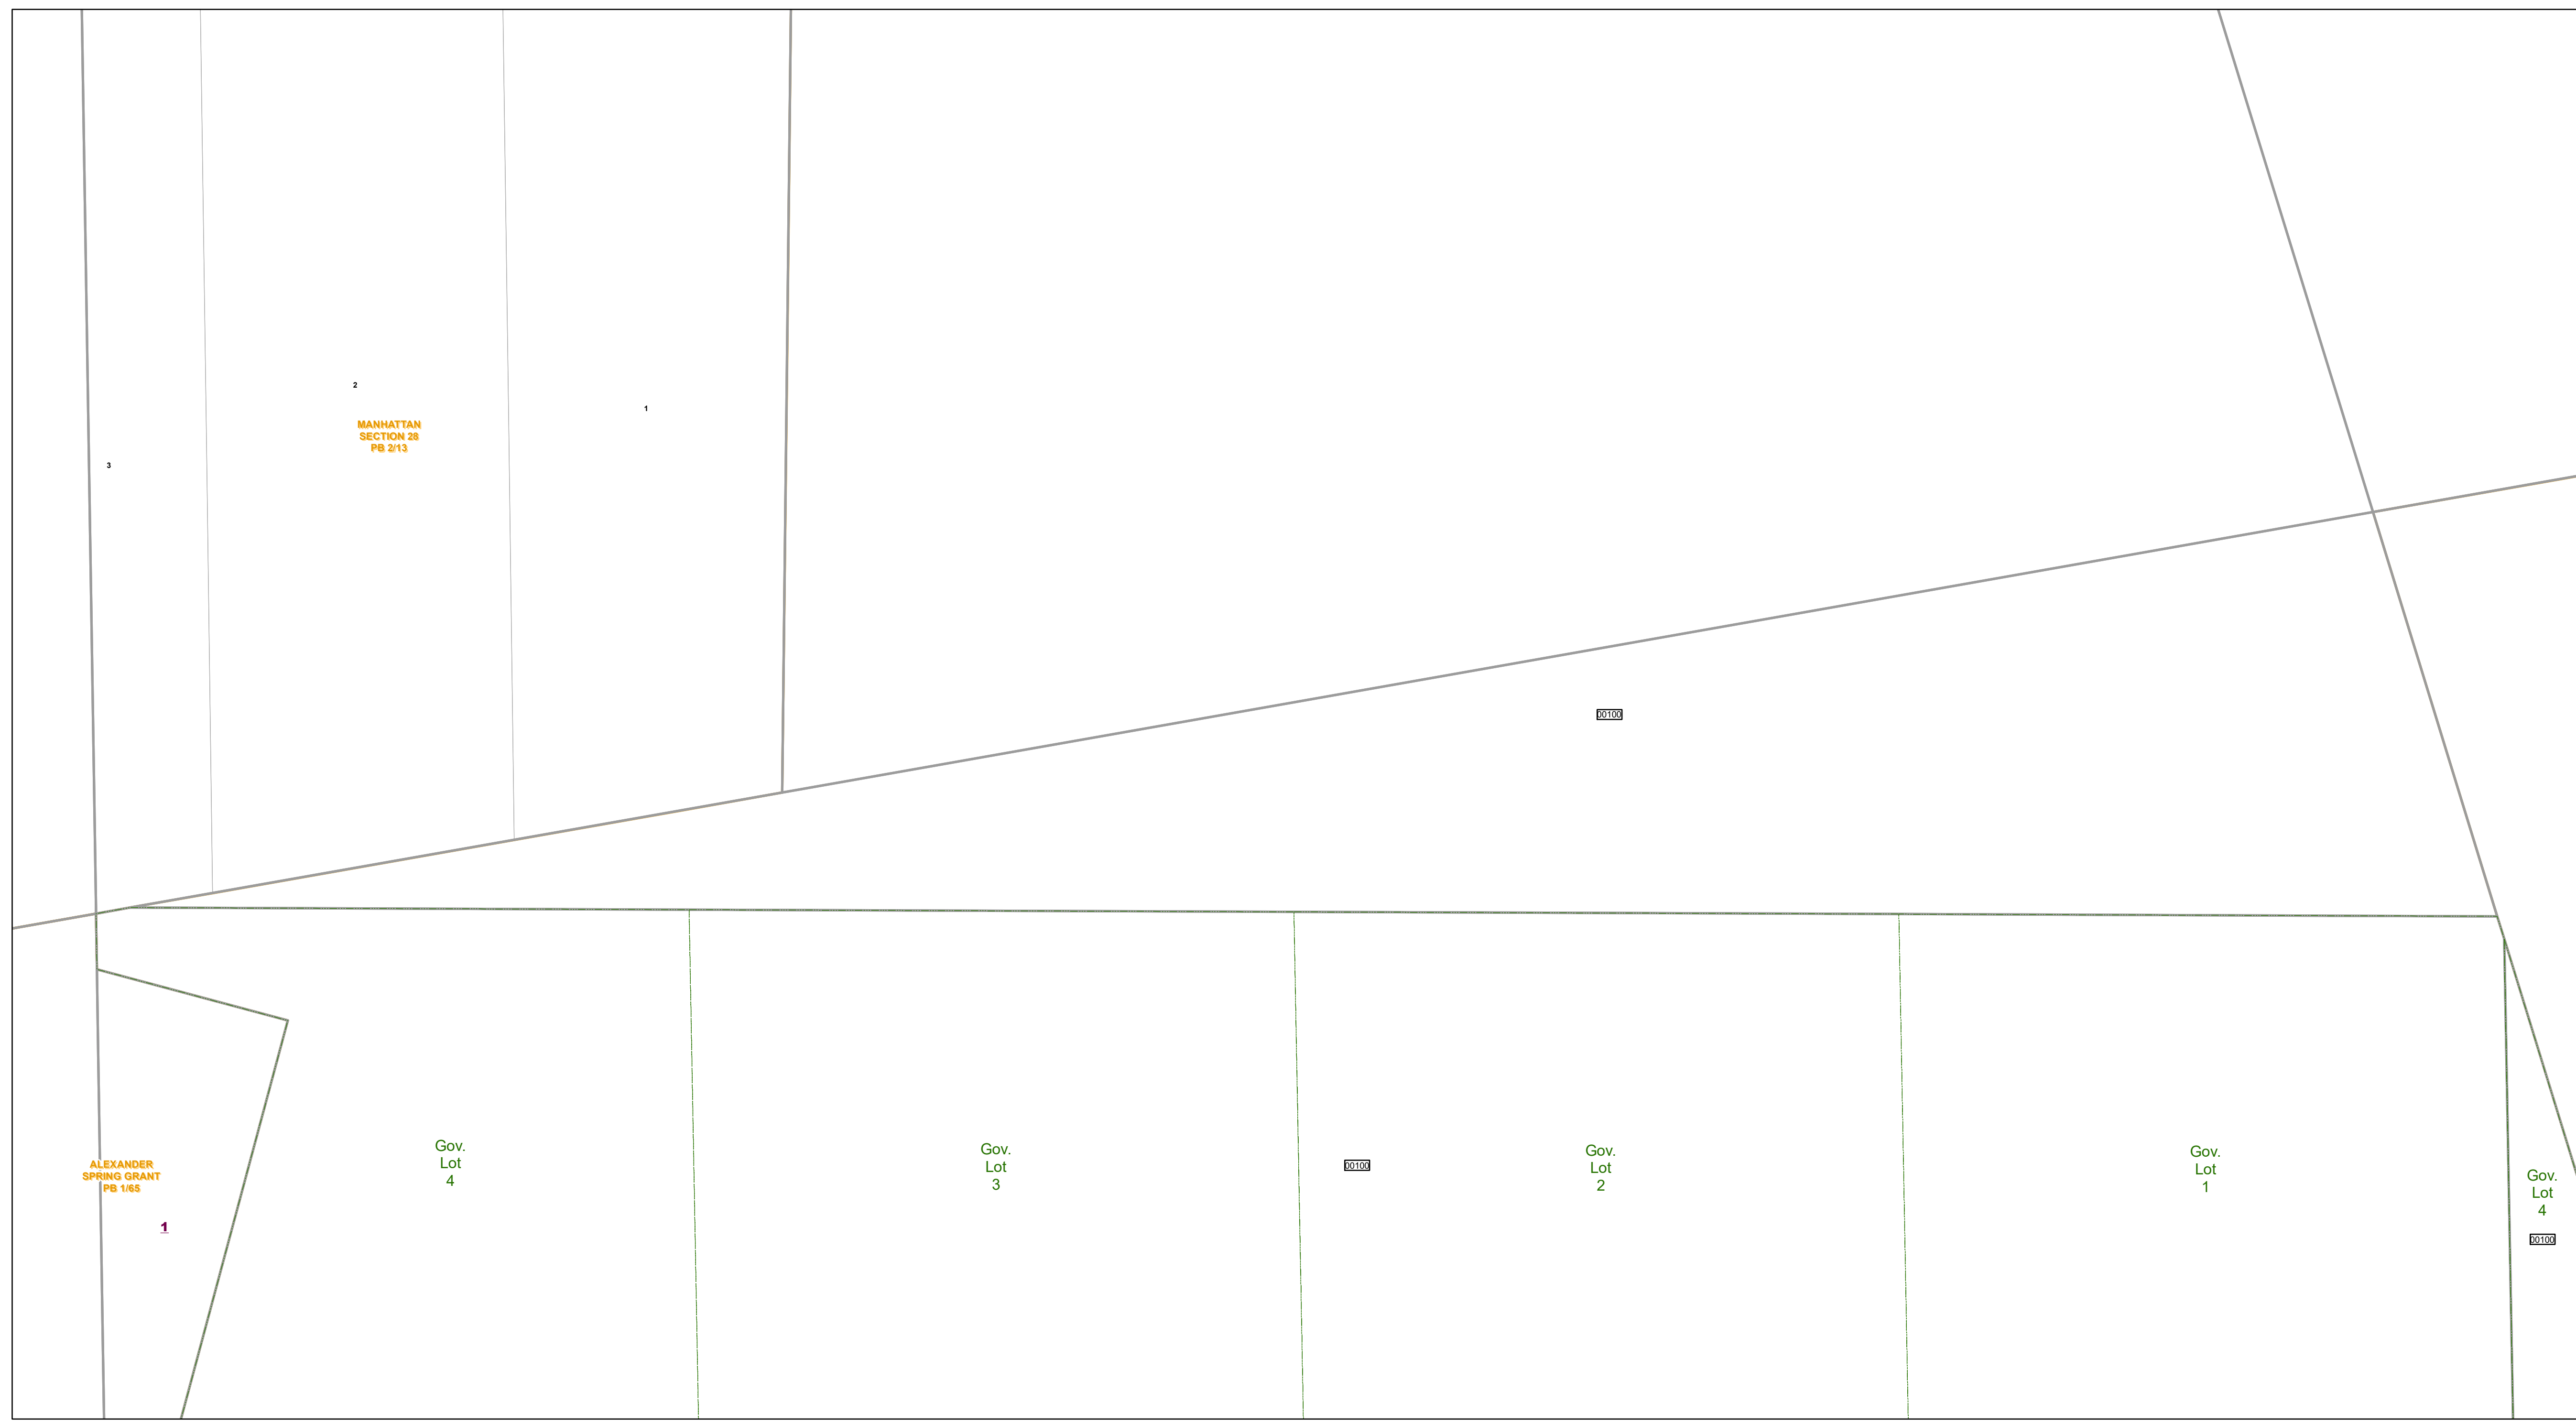 2
1
MANHATTAN
SECTION 28
PB 2/13
3
00100
Gov.
Lot
4
Gov.
Lot
3
00100
Gov.
Lot
2
Gov.
Lot
1
Gov.
Lot
4
00100
ALEXANDER
SPRING GRANT
PB 1/65
1